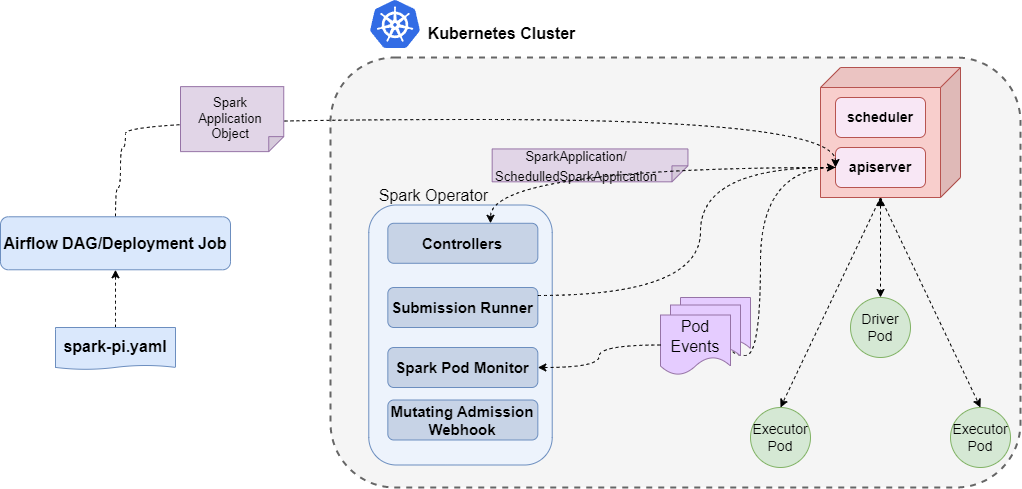 Kubernetes Cluster
Spark
Application
Object
scheduler
apiserver
SparkApplication/
SchedulledSparkApplication
Spark Operator
Controllers
Airflow DAG/Deployment Job
Submission Runner
Pod
Events
Driver
Pod
spark-pi.yaml
Spark Pod Monitor
Mutating Admission
Webhook
Executor
Pod
Executor
Pod